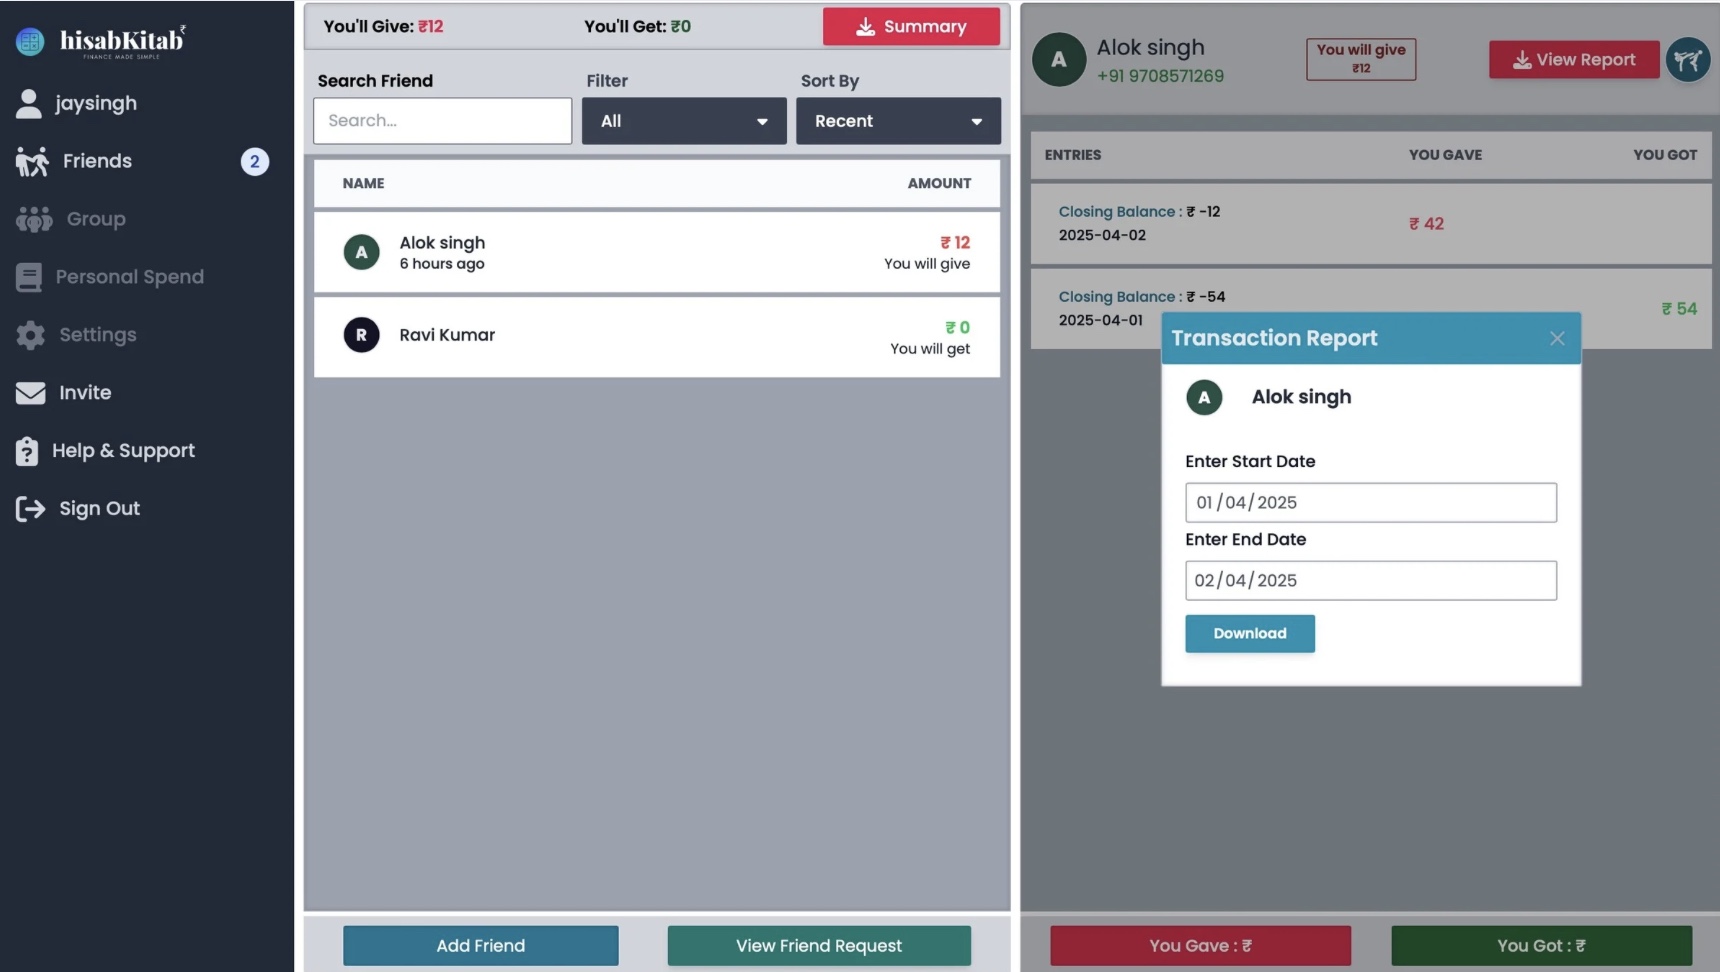 hisabKitab₹
FINANCE MADE SIMPLE
jaysingh
Friends 2
Group
Personal Spend
Settings
Invite
Help & Support
Sign Out
You'll Give: ₹12 You'll Get: ₹0 Summary
Search Friend Filter Sort By
Search... All Recent
NAME AMOUNT
A Alok singh ₹ 12
6 hours ago You will give
R Ravi Kumar ₹ 0
You will get
Add Friend View Friend Request
A Alok singh You will give View Report
+91 9708571269 ₹12
ENTRIES YOU GAVE YOU GOT
Closing Balance : ₹ -12 ₹ 42
2025-04-02
Closing Balance : ₹ -54 ₹ 54
2025-04-01
Transaction Report
A Alok singh
Enter Start Date
01/04/2025
Enter End Date
02/04/2025
Download
You Gave : ₹ You Got : ₹